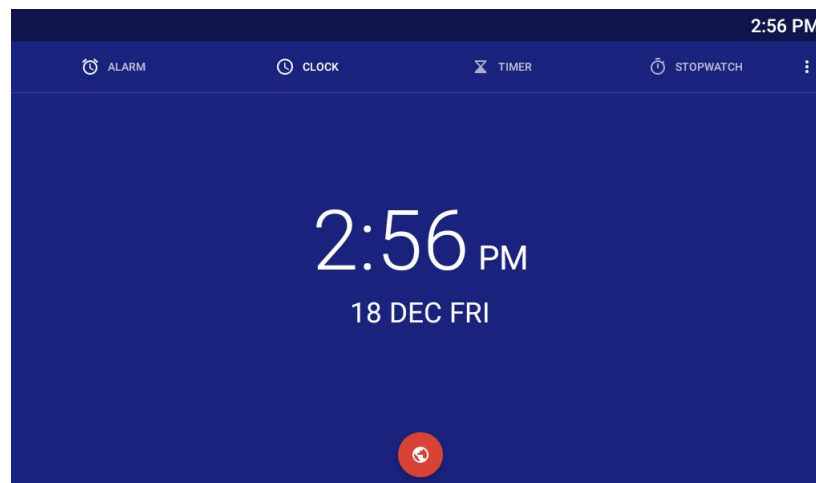 2:56 PM
ALARM CLOCK TIMER STOPWATCH
2:56 PM
18 DEC FRI